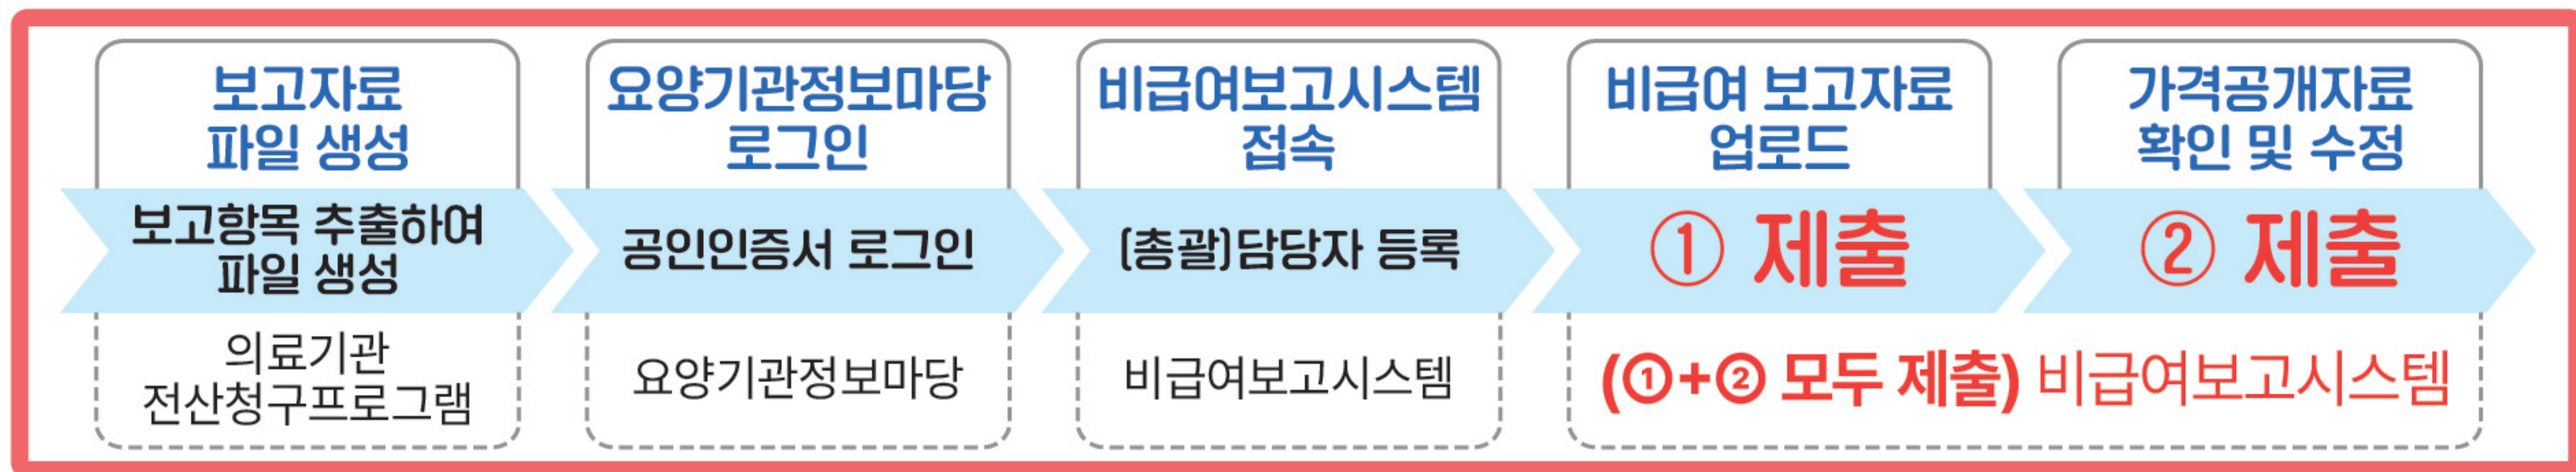 보고자료
파일 생성
보고항목 추출하여
파일 생성
의료기관
전산청구프로그램
요양기관정보마당
로그인
공인인증서 로그인
요양기관정보마당
비급여보고시스템
접속
(총괄)담당자 등록
비급여보고시스템
비급여 보고자료
업로드
① 제출
가격공개자료
확인 및 수정
② 제출
(①+② 모두 제출) 비급여보고시스템